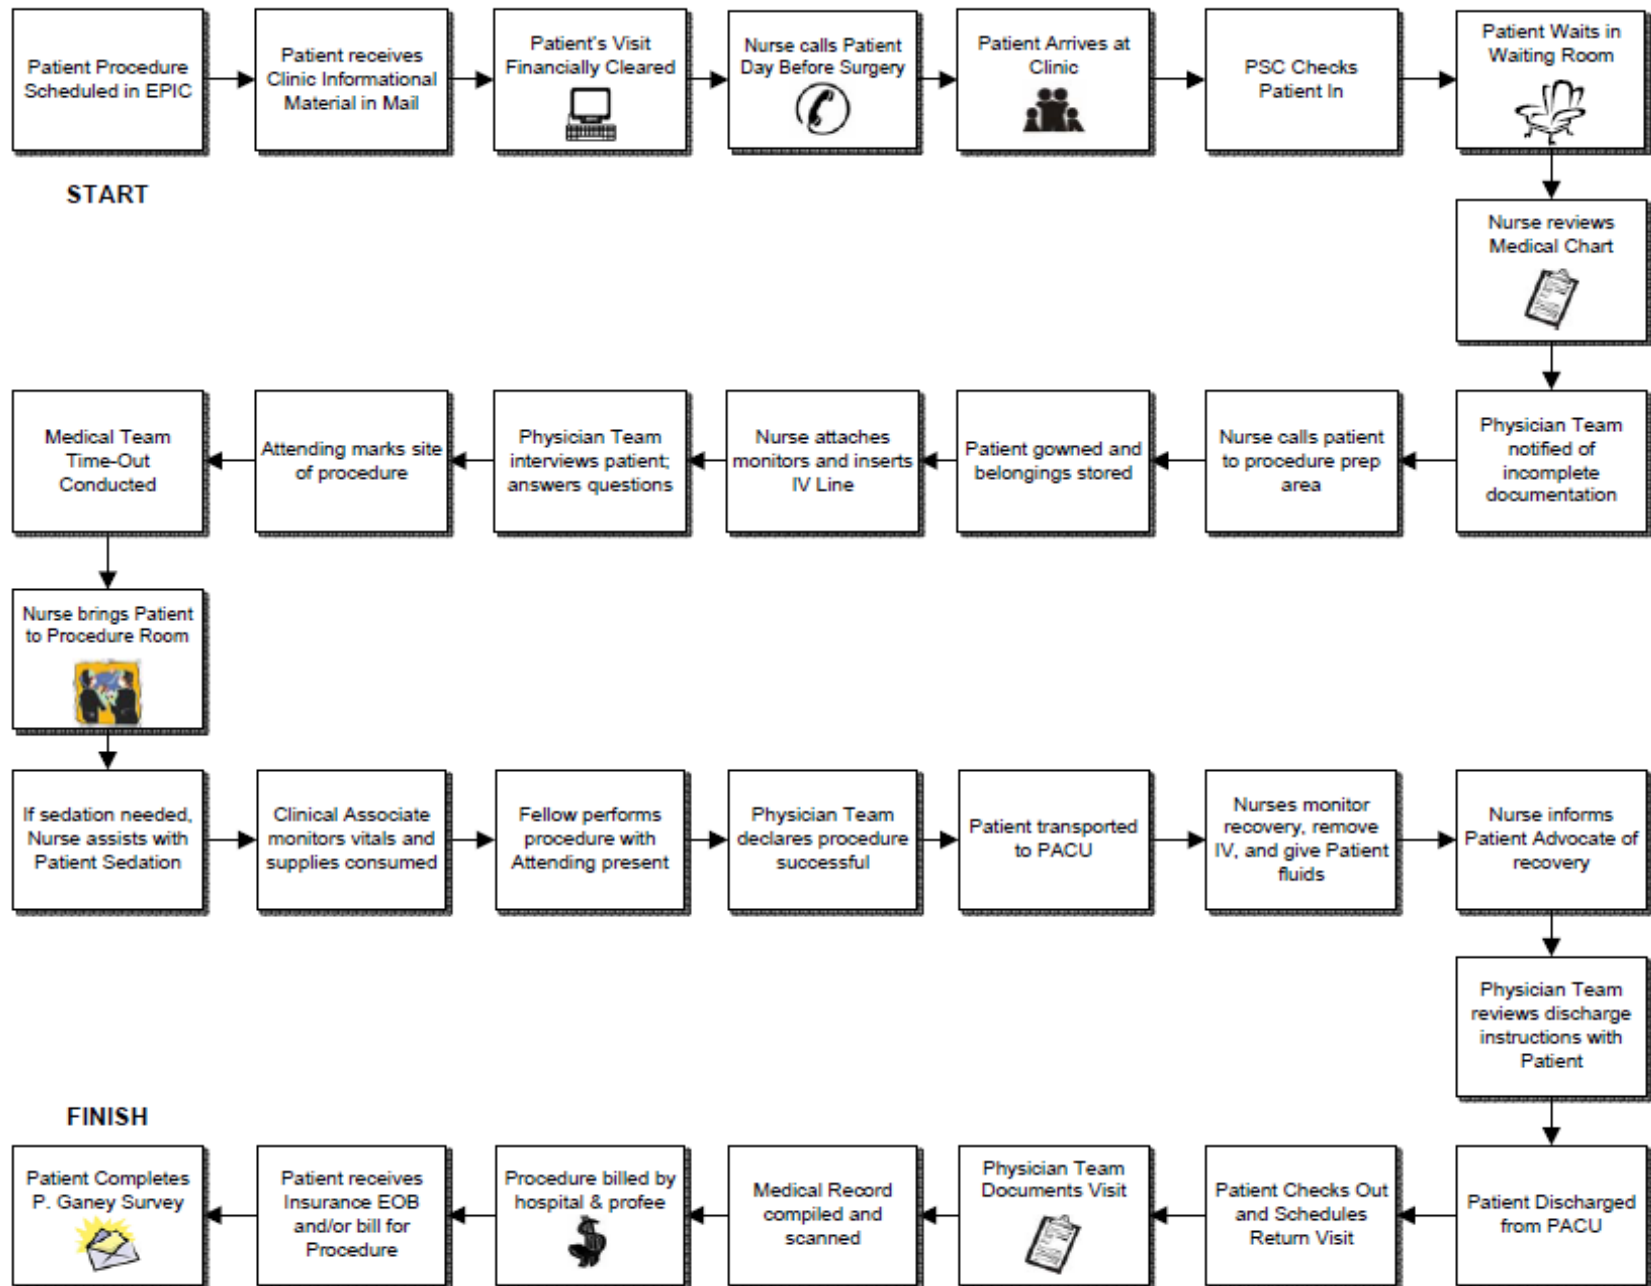 Patient Procedure
Scheduled in EPIC
Patient receives
Clinic Informational
Material in Mail
Patient's Visit
Financially Cleared
Nurse calls Patient
Day Before Surgery
Patient Arrives at
Clinic
PSC Checks
Patient In
Patient Waits in
Waiting Room
START
Nurse reviews
Medical Chart
Physician Team
notified of
incomplete
documentation
Nurse calls patient
to procedure prep
area
Patient gowned and
belongings stored
Nurse attaches
monitors and inserts
IV Line
Physician Team
interviews patient;
answers questions
Attending marks site
of procedure
Medical Team
Time-Out
Conducted
Nurse brings Patient
to Procedure Room
If sedation needed,
Nurse assists with
Patient Sedation
Clinical Associate
monitors vitals and
supplies consumed
Fellow performs
procedure with
Attending present
Physician Team
declares procedure
successful
Patient transported
to PACU
Nurses monitor
recovery, remove
IV, and give Patient
fluids
Nurse informs
Patient Advocate of
recovery
Physician Team
reviews discharge
instructions with
Patient
Patient Discharged
from PACU
Patient Checks Out
and Schedules
Return Visit
Physician Team
Documents Visit
Medical Record
compiled and
scanned
Procedure billed by
hospital & profee
Patient receives
Insurance EOB
and/or bill for
Procedure
FINISH
Patient Completes
P. Ganey Survey